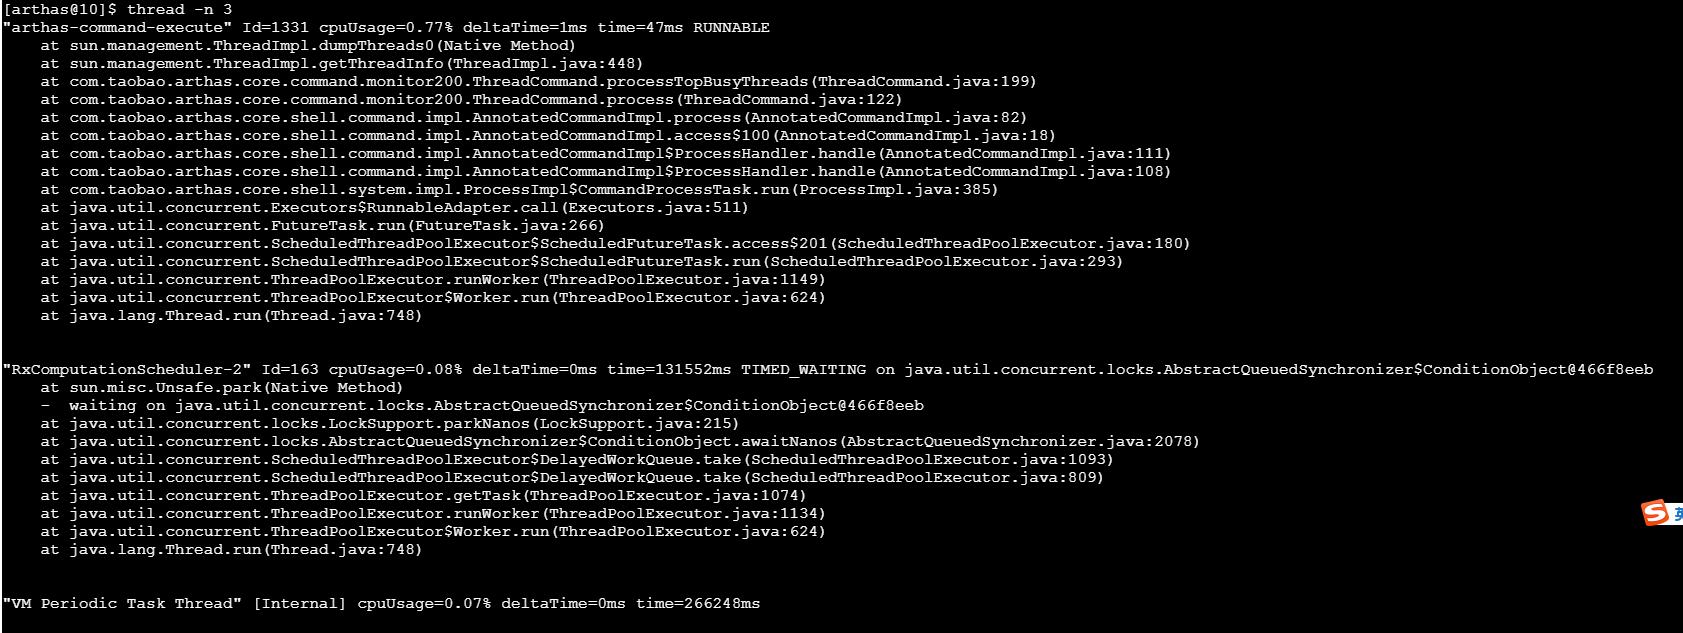 [arthas@10]$ thread -n 3
"arthas-command-execute" Id=1331 cpuUsage=0.77% deltaTime=1ms time=47ms RUNNABLE
    at sun.management.ThreadImpl.dumpThreads0(Native Method)
    at sun.management.ThreadImpl.getThreadInfo(ThreadImpl.java:448)
    at com.taobao.arthas.core.command.monitor200.ThreadCommand.processTopBusyThreads(ThreadCommand.java:199)
    at com.taobao.arthas.core.command.monitor200.ThreadCommand.process(ThreadCommand.java:122)
    at com.taobao.arthas.core.shell.command.impl.AnnotatedCommandImpl.process(AnnotatedCommandImpl.java:82)
    at com.taobao.arthas.core.shell.command.impl.AnnotatedCommandImpl.access$100(AnnotatedCommandImpl.java:18)
    at com.taobao.arthas.core.shell.command.impl.AnnotatedCommandImpl$ProcessHandler.handle(AnnotatedCommandImpl.java:111)
    at com.taobao.arthas.core.shell.command.impl.AnnotatedCommandImpl$ProcessHandler.handle(AnnotatedCommandImpl.java:108)
    at com.taobao.arthas.core.shell.system.impl.ProcessImpl$CommandProcessTask.run(ProcessImpl.java:385)
    at java.util.concurrent.Executors$RunnableAdapter.call(Executors.java:511)
    at java.util.concurrent.FutureTask.run(FutureTask.java:266)
    at java.util.concurrent.ScheduledThreadPoolExecutor$ScheduledFutureTask.access$201(ScheduledThreadPoolExecutor.java:180)
    at java.util.concurrent.ScheduledThreadPoolExecutor$ScheduledFutureTask.run(ScheduledThreadPoolExecutor.java:293)
    at java.util.concurrent.ThreadPoolExecutor.runWorker(ThreadPoolExecutor.java:1149)
    at java.util.concurrent.ThreadPoolExecutor$Worker.run(ThreadPoolExecutor.java:624)
    at java.lang.Thread.run(Thread.java:748)
"RxComputationScheduler-2" Id=163 cpuUsage=0.08% deltaTime=0ms time=131552ms TIMED_WAITING on java.util.concurrent.locks.AbstractQueuedSynchronizer$ConditionObject@466f8eeb
    at sun.misc.Unsafe.park(Native Method)
    -  waiting on java.util.concurrent.locks.AbstractQueuedSynchronizer$ConditionObject@466f8eeb
    at java.util.concurrent.locks.LockSupport.parkNanos(LockSupport.java:215)
    at java.util.concurrent.locks.AbstractQueuedSynchronizer$ConditionObject.awaitNanos(AbstractQueuedSynchronizer.java:2078)
    at java.util.concurrent.ScheduledThreadPoolExecutor$DelayedWorkQueue.take(ScheduledThreadPoolExecutor.java:1093)
    at java.util.concurrent.ScheduledThreadPoolExecutor$DelayedWorkQueue.take(ScheduledThreadPoolExecutor.java:809)
    at java.util.concurrent.ThreadPoolExecutor.getTask(ThreadPoolExecutor.java:1074)
    at java.util.concurrent.ThreadPoolExecutor.runWorker(ThreadPoolExecutor.java:1134)
    at java.util.concurrent.ThreadPoolExecutor$Worker.run(ThreadPoolExecutor.java:624)
    at java.lang.Thread.run(Thread.java:748)
"VM Periodic Task Thread" [Internal] cpuUsage=0.07% deltaTime=0ms time=266248ms